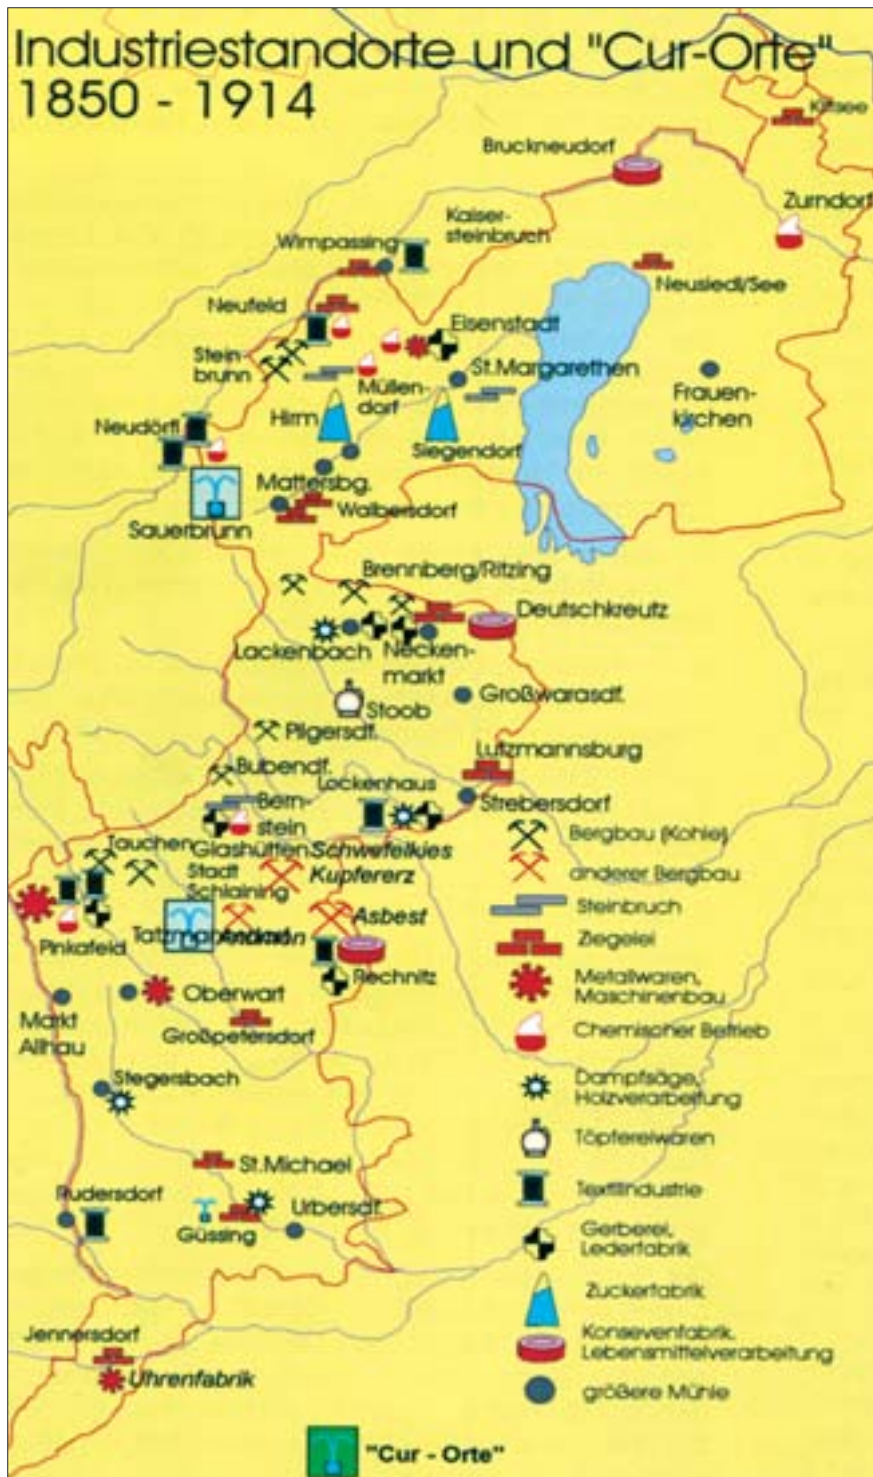 Industriestandorte und "Cur-Orte"
1850 - 1914
Kittsee
Bruckneudorf
Zurndorf
Kaiser-
steinbruch
Wimpassing
Neusiedl/See
Neufeld
Eisenstadt
Stein-
brunn
St.Margarethen
Müllen-
dorf
Frauen-
kirchen
Hirm
Neudörfl
Siegendorf
Mattersbg.
Walbersdorf
Sauerbrunn
Brennberg/Ritzing
Deutschkreutz
Lackenbach
Necken-
markt
Großwarasdf.
Stoob
Pilgersdf.
Lutzmannsburg
Bubendf.
Lockenhaus
Strebersdorf
Bern-
stein
Tauchen
Glashütten
Schwefelkies
Stadt
Schlaining
Kupfererz
Asbest
Pinkafeld
Rechnitz
Oberwart
Markt
Allhau
Großpetersdorf
Stegersbach
St.Michael
Rudersdorf
Güssing
Urbersdf.
Jennersdorf
Uhrenfabrik
Bergbau (Kohle)
anderer Bergbau
Steinbruch
Ziegelei
Metallwaren,
Maschinenbau
Chemischer Betrieb
Dampfsäge,
Holzverarbeitung
Töpfereiwaren
Textilindustrie
Gerberei,
Lederfabrik
Zuckerfabrik
Konsevenfabrik,
Lebensmittelverarbeitung
größere Mühle
"Cur - Orte"